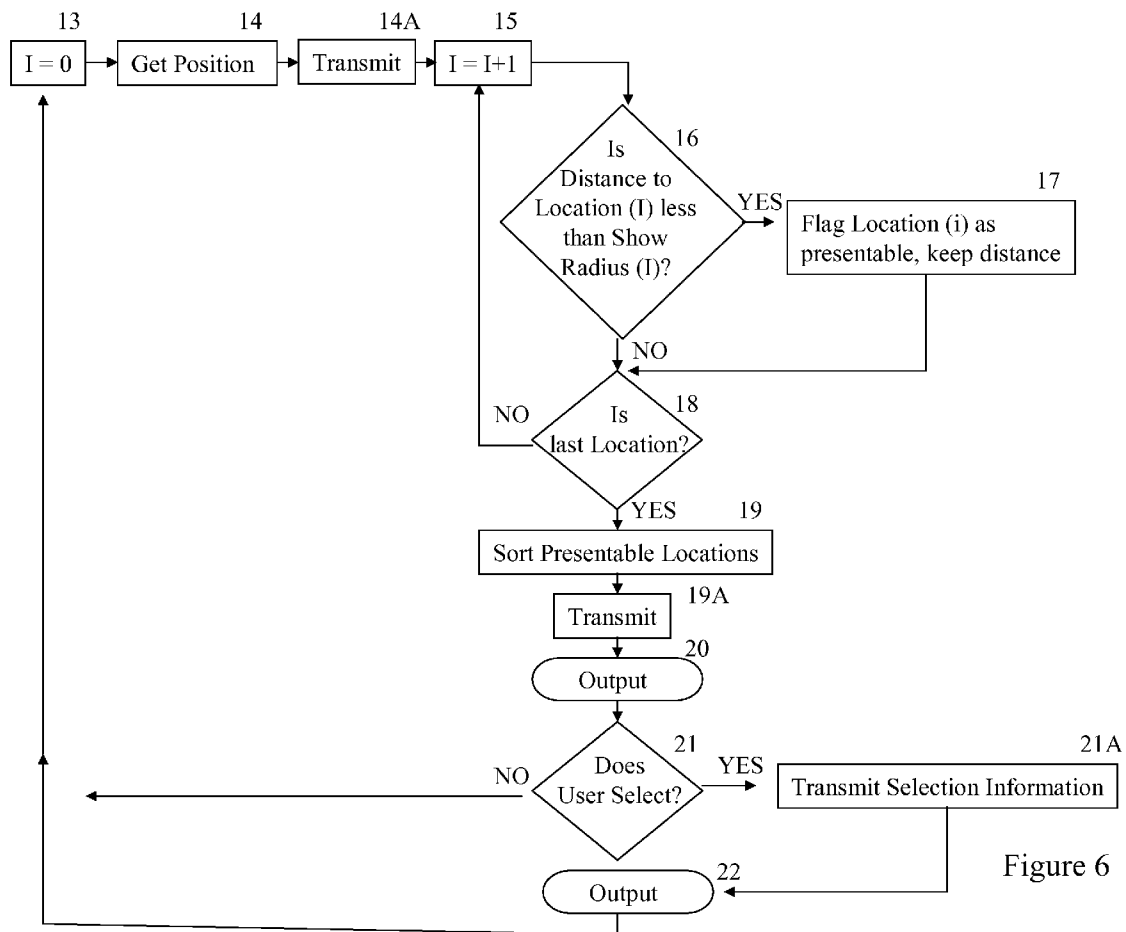 13
14
14A
15
I = 0
Get Position
Transmit
I = I+1
16
Is
Distance to
Location (I) less
than Show
Radius (I)?
YES
17
Flag Location (i) as
presentable, keep distance
NO
18
NO
Is
last Location?
YES
19
Sort Presentable Locations
19A
Transmit
20
Output
21
NO
Does
User Select?
YES
21A
Transmit Selection Information
22
Output
Figure 6